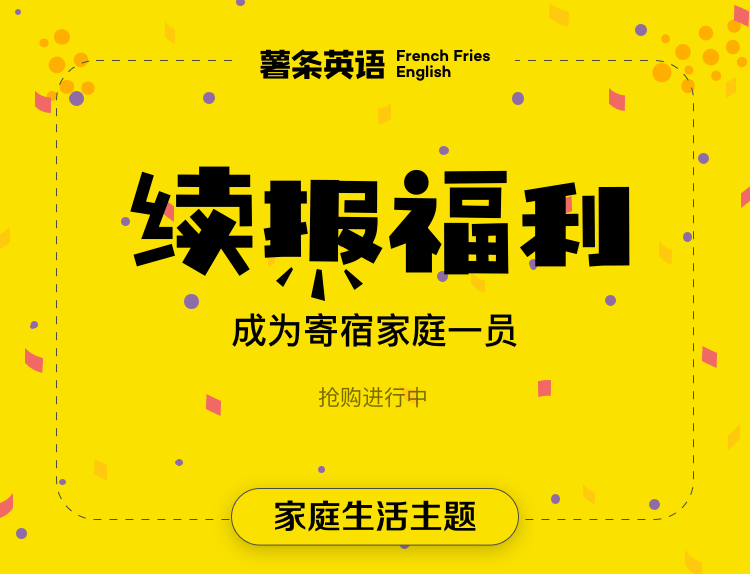 薯条英语
French Fries
English
续报福利
成为寄宿家庭一员
抢购进行中
家庭生活主题